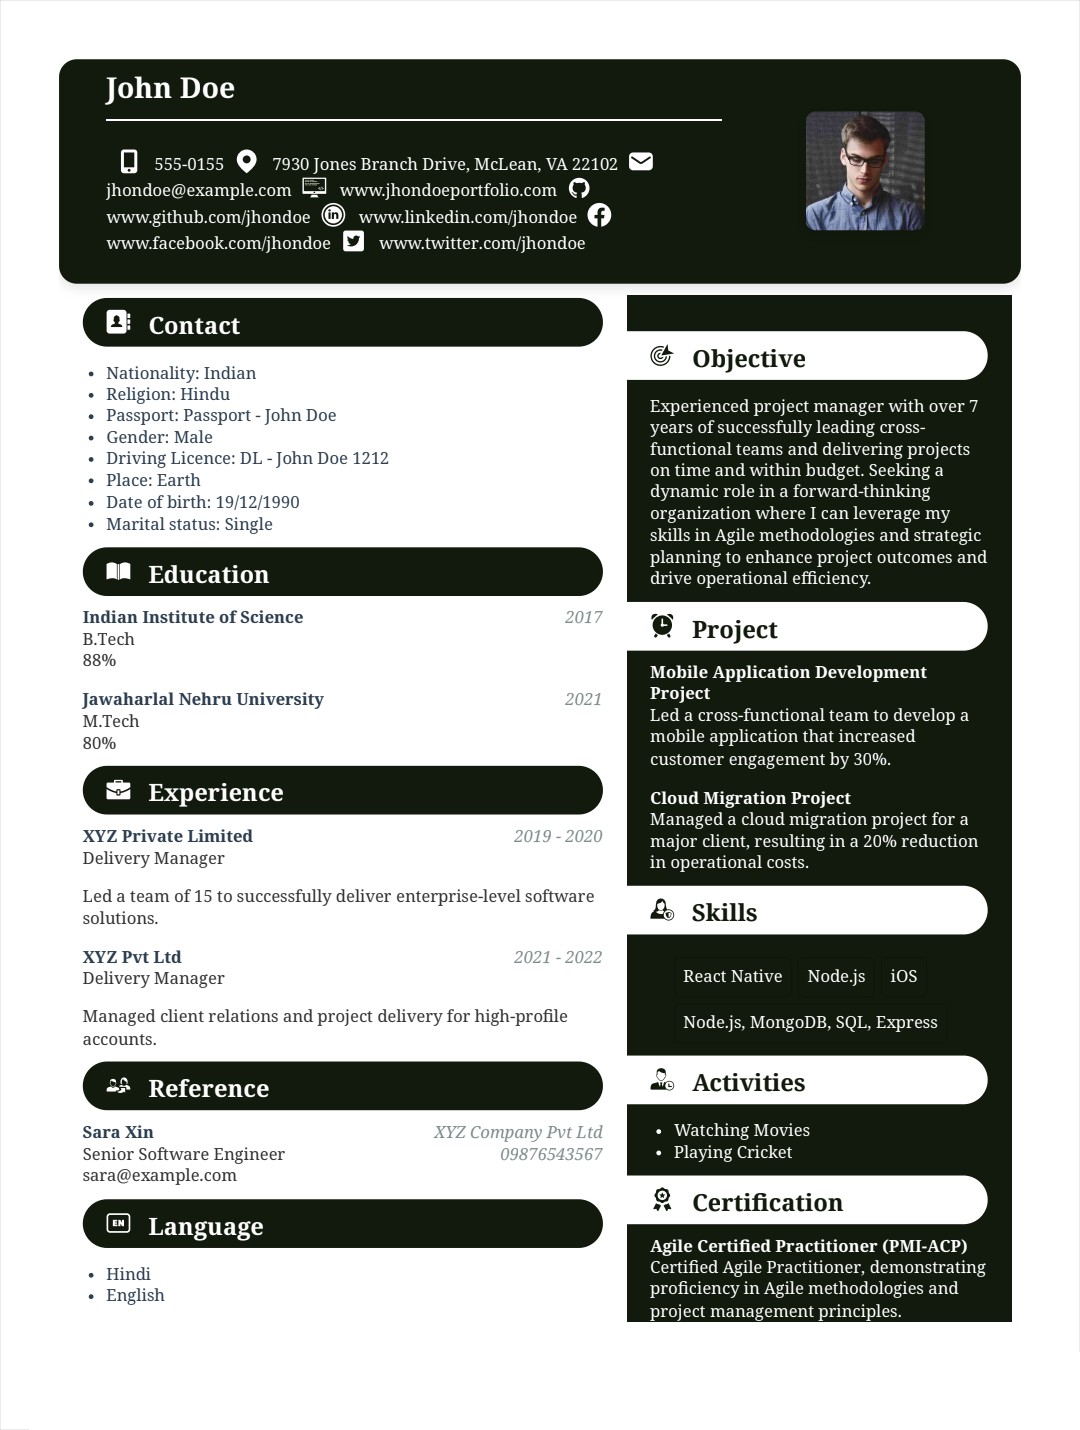 John Doe
555-0155 7930 Jones Branch Drive, McLean, VA 22102
jhondoe@example.com www.jhondoeportfolio.com
www.github.com/jhondoe www.linkedin.com/jhondoe
www.facebook.com/jhondoe www.twitter.com/jhondoe
Contact
• Nationality: Indian
• Religion: Hindu
• Passport: Passport - John Doe
• Gender: Male
• Driving Licence: DL - John Doe 1212
• Place: Earth
• Date of birth: 19/12/1990
• Marital status: Single
Education
Indian Institute of Science 2017
B.Tech
88%
Jawaharlal Nehru University 2021
M.Tech
80%
Experience
XYZ Private Limited 2019 - 2020
Delivery Manager
Led a team of 15 to successfully deliver enterprise-level software
solutions.
XYZ Pvt Ltd 2021 - 2022
Delivery Manager
Managed client relations and project delivery for high-profile
accounts.
Reference
Sara Xin XYZ Company Pvt Ltd
Senior Software Engineer 09876543567
sara@example.com
EN Language
• Hindi
• English
Objective
Experienced project manager with over 7
years of successfully leading cross-
functional teams and delivering projects
on time and within budget. Seeking a
dynamic role in a forward-thinking
organization where I can leverage my
skills in Agile methodologies and strategic
planning to enhance project outcomes and
drive operational efficiency.
Project
Mobile Application Development
Project
Led a cross-functional team to develop a
mobile application that increased
customer engagement by 30%.
Cloud Migration Project
Managed a cloud migration project for a
major client, resulting in a 20% reduction
in operational costs.
Skills
React Native Node.js iOS
Node.js, MongoDB, SQL, Express
Activities
• Watching Movies
• Playing Cricket
Certification
Agile Certified Practitioner (PMI-ACP)
Certified Agile Practitioner, demonstrating
proficiency in Agile methodologies and
project management principles.